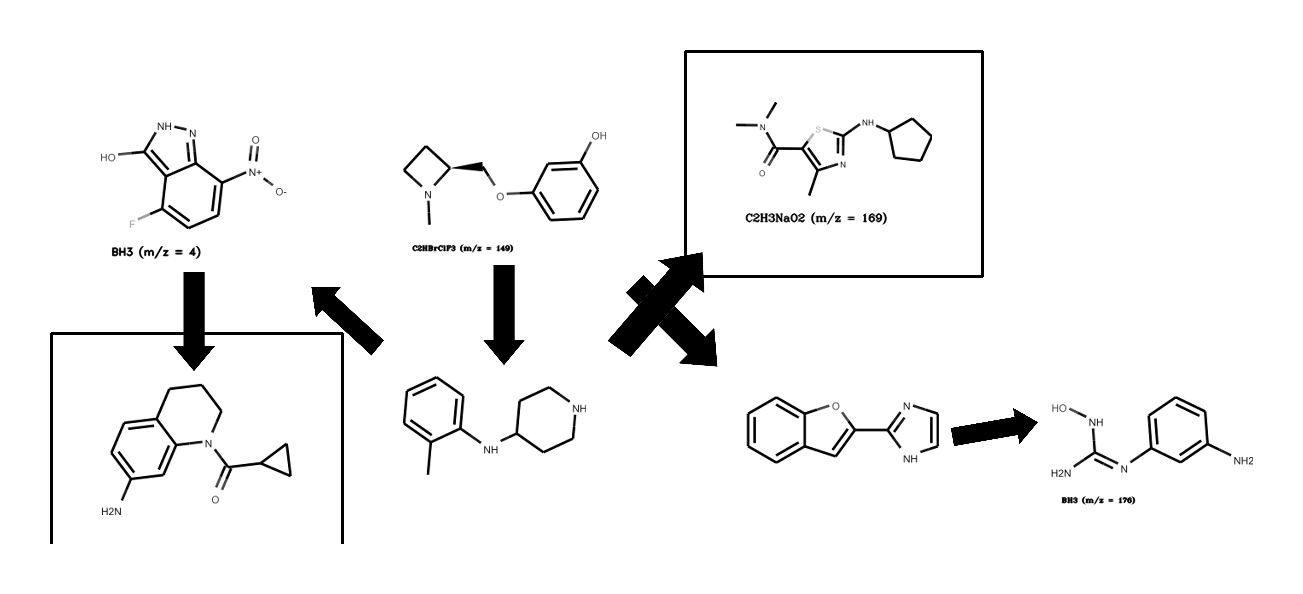 NH
N
HO
F
N+
O
O-
BH3 (m/z = 4)
OH
N
O
C2HBrClF3 (m/z = 149)
N
O
S
N
NH
C2H3NaO2 (m/z = 169)
N
O
H2N
NH
NH
O
N
NH
HO
NH
H2N
N
NH2
BH3 (m/z = 176)